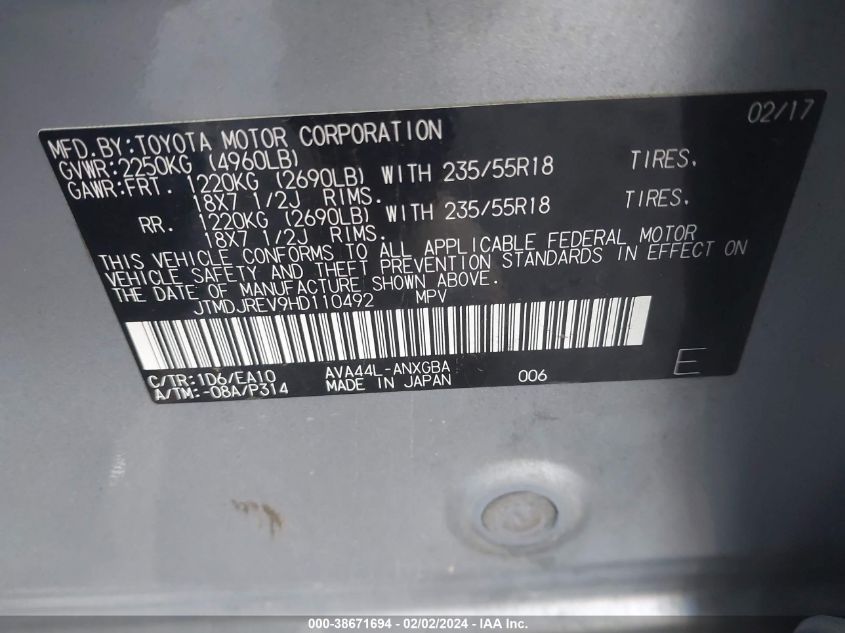 02/17
MFD.BY:TOYOTA MOTOR CORPORATION
GVWR:2250KG (4960LB)
GAWR:FRT. 1220KG (2690LB) WITH 235/55R18 TIRES.
18X7 1/2J RIMS.
RR. 1220KG (2690LB) WITH 235/55R18 TIRES.
18X7 1/2J RIMS.
THIS VEHICLE CONFORMS TO ALL APPLICABLE FEDERAL MOTOR
VEHICLE SAFETY AND THEFT PREVENTION STANDARDS IN EFFECT ON
THE DATE OF MANUFACTURE SHOWN ABOVE.
JTMDJREV9HD110492 MPV
C/TR:1D6/EA10 AVA44L-ANXGBA
A/TM:-08A/P314 MADE IN JAPAN 006 E
000-38671694 - 02/02/2024 - IAA Inc.